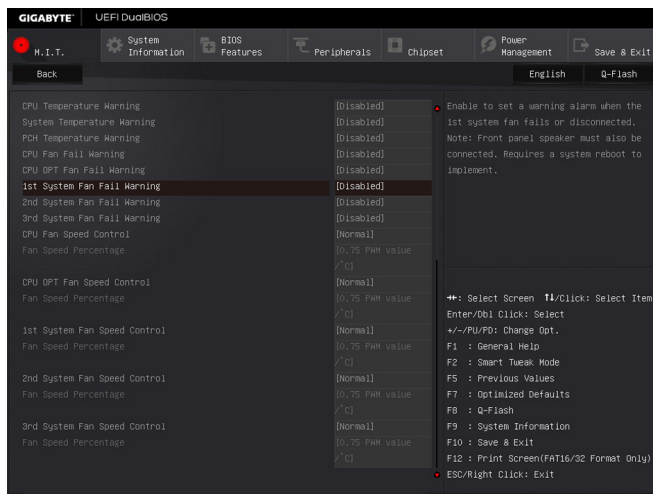 GIGABYTE™ UEFI DualBIOS
M.I.T.
System Information
BIOS Features
Peripherals
Chipset
Power Management
Save & Exit
Back
English
Q-Flash
CPU Temperature Warning [Disabled]
System Temperature Warning [Disabled]
PCH Temperature Warning [Disabled]
CPU Fan Fail Warning [Disabled]
CPU OPT Fan Fail Warning [Disabled]
1st System Fan Fail Warning [Disabled]
2nd System Fan Fail Warning [Disabled]
3rd System Fan Fail Warning [Disabled]
CPU Fan Speed Control [Normal]
Fan Speed Percentage [0.75 PWM value
/°C]
CPU OPT Fan Speed Control [Normal]
Fan Speed Percentage [0.75 PWM value
/°C]
1st System Fan Speed Control [Normal]
Fan Speed Percentage [0.75 PWM value
/°C]
2nd System Fan Speed Control [Normal]
Fan Speed Percentage [0.75 PWM value
/°C]
3rd System Fan Speed Control [Normal]
Fan Speed Percentage [0.75 PWM value
/°C]
Enable to set a warning alarm when the
1st system fan fails or disconnected.
Note: Front panel speaker must also be
connected. Requires a system reboot to
implement.
→←: Select Screen ↑↓/Click: Select Item
Enter/Dbl Click: Select
+/-/PU/PD: Change Opt.
F1 : General Help
F2 : Smart Tweak Mode
F5 : Previous Values
F7 : Optimized Defaults
F8 : Q-Flash
F9 : System Information
F10 : Save & Exit
F12 : Print Screen(FAT16/32 Format Only)
ESC/Right Click: Exit